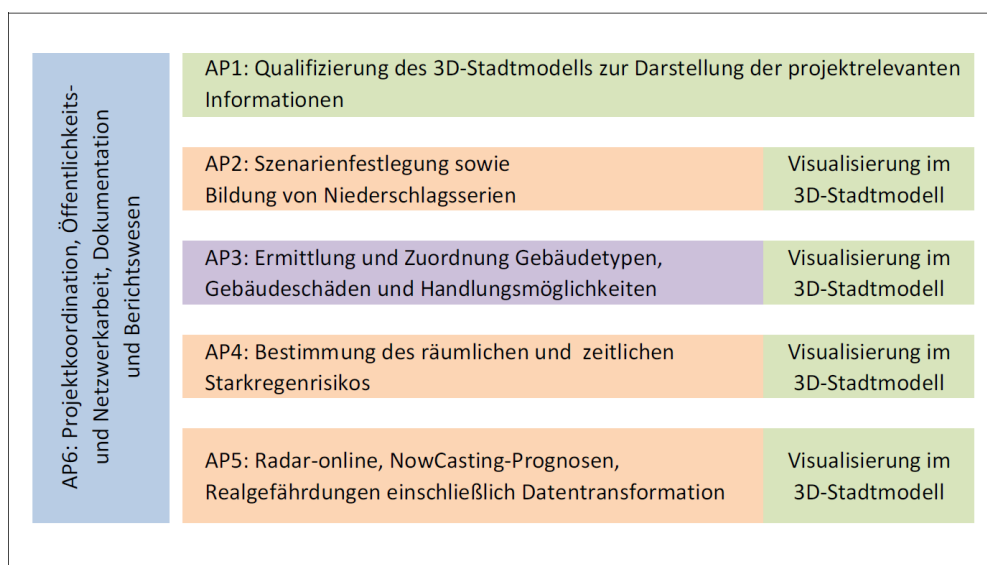 AP6: Projektkoordination, Öffentlichkeits-
und Netzwerkarbeit, Dokumentation
und Berichtswesen
AP1: Qualifizierung des 3D-Stadtmodells zur Darstellung der projektrelevanten
Informationen
AP2: Szenarienfestlegung sowie
Bildung von Niederschlagsserien
Visualisierung im
3D-Stadtmodell
AP3: Ermittlung und Zuordnung Gebäudetypen,
Gebäudeschäden und Handlungsmöglichkeiten
Visualisierung im
3D-Stadtmodell
AP4: Bestimmung des räumlichen und zeitlichen
Starkregenrisikos
Visualisierung im
3D-Stadtmodell
AP5: Radar-online, NowCasting-Prognosen,
Realgefährdungen einschließlich Datentransformation
Visualisierung im
3D-Stadtmodell